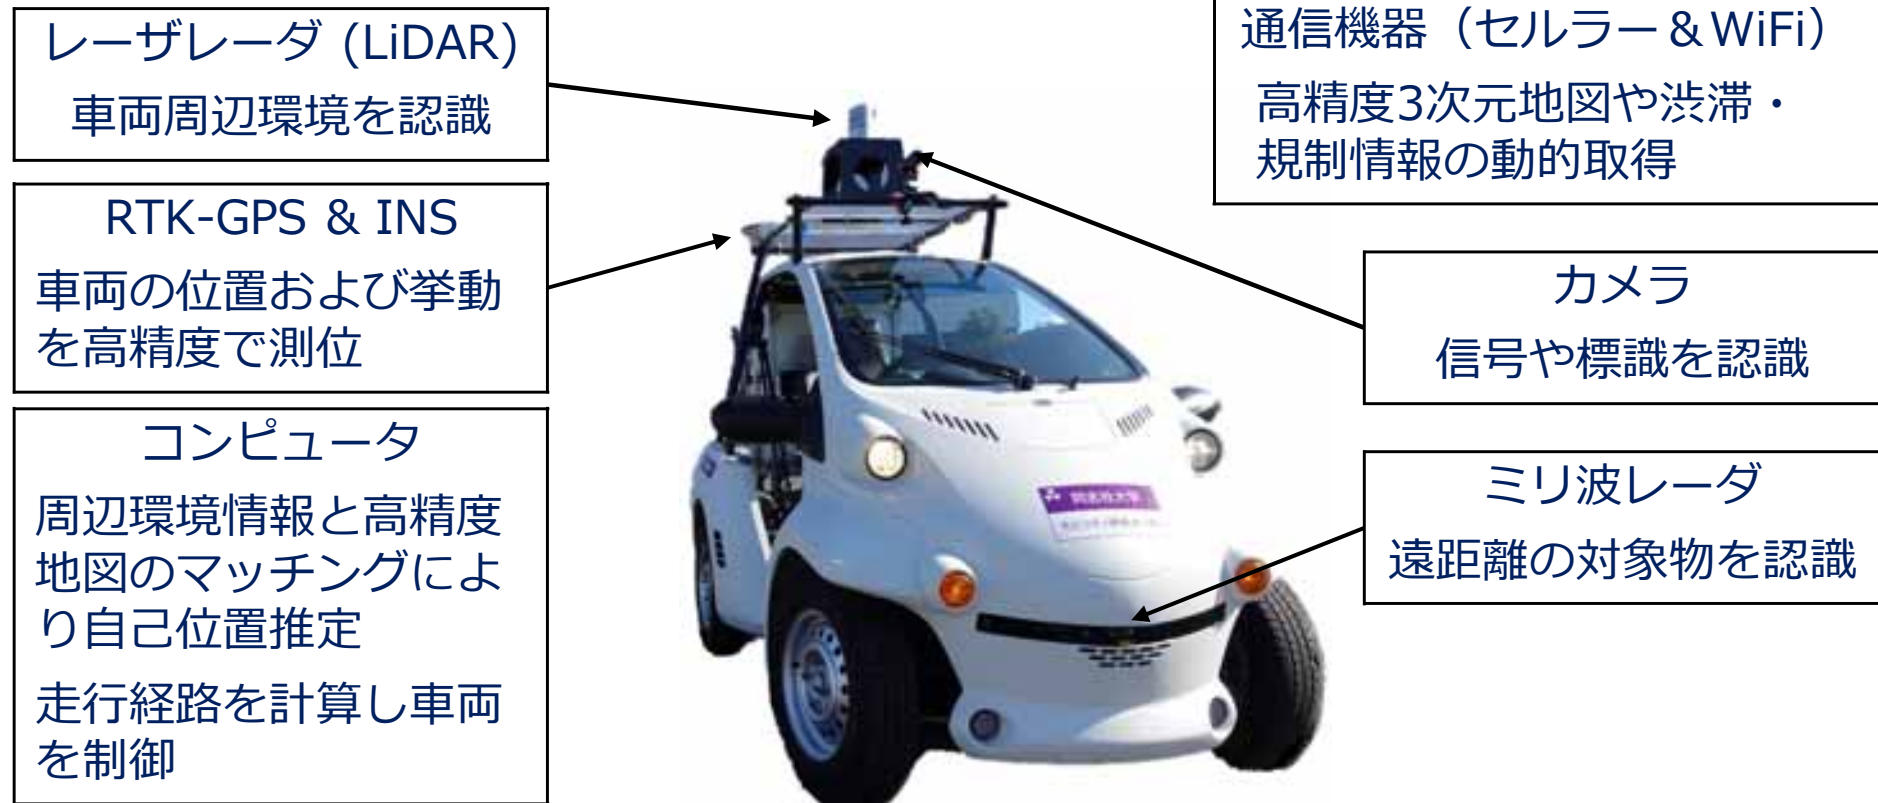 レーザレーダ (LiDAR)
車両周辺環境を認識
RTK-GPS & INS
車両の位置および挙動
を高精度で測位
コンピュータ
周辺環境情報と高精度
地図のマッチングによ
り自己位置推定
走行経路を計算し車両
を制御
通信機器（セルラー＆WiFi）
高精度3次元地図や渋滞・
規制情報の動的取得
カメラ
信号や標識を認識
ミリ波レーダ
遠距離の対象物を認識
同志社大学